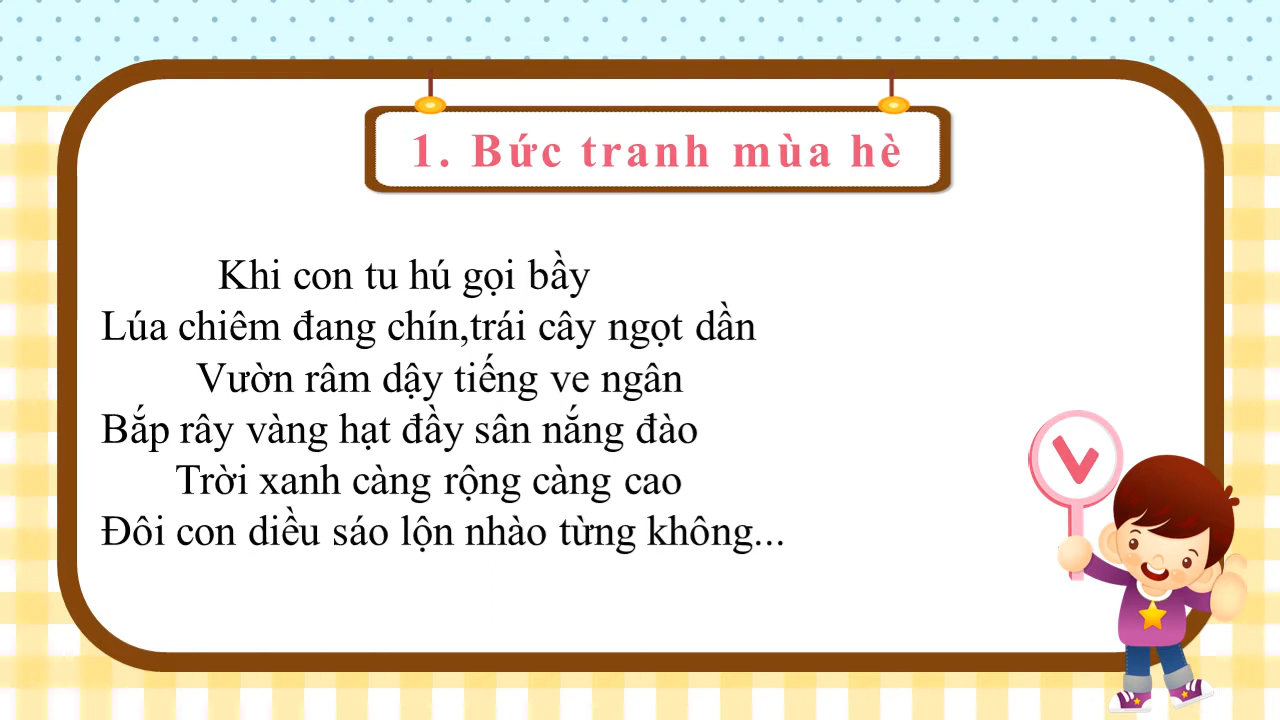 1. Bức tranh mùa hè
Khi con tu hú gọi bầy
Lúa chiêm đang chín,trái cây ngọt dần
Vườn râm dậy tiếng ve ngân
Bắp rây vàng hạt đầy sân nắng đào
Trời xanh càng rộng càng cao
Đôi con diều sáo lộn nhào từng không...